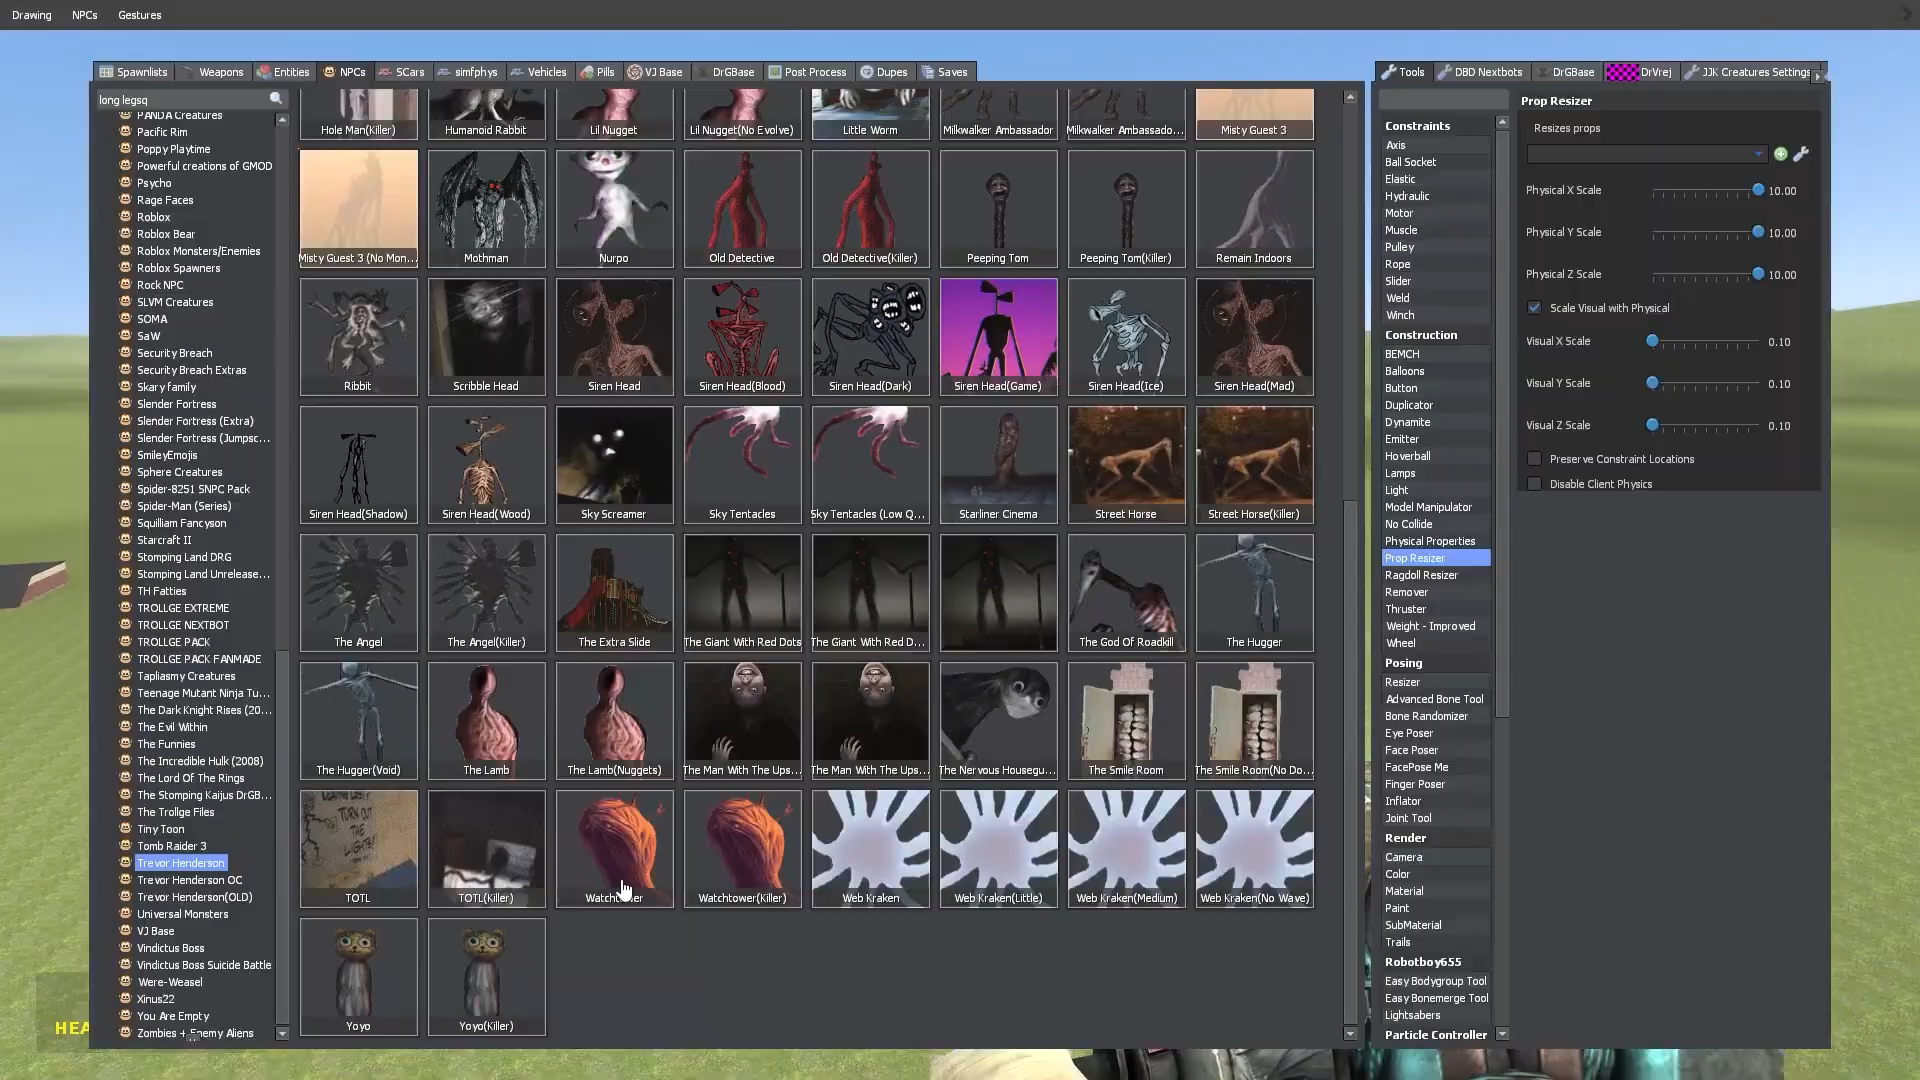 Drawing NPCs Gestures
Spawnlists Weapons Entities NPCs SCars simfphys Vehicles Pills VJ Base DrGBase Post Process Dupes Saves
Tools DBD Nextbots DrGBase DrVrej JJK Creatures Settings
long legsq
PANDA Creatures
Pacific Rim
Poppy Playtime
Powerful creations of GMOD
Psycho
Rage Faces
Roblox
Roblox Bear
Roblox Monsters/Enemies
Roblox Spawners
Rock NPC
SLVM Creatures
SOMA
SaW
Security Breach
Security Breach Extras
Skary family
Slender Fortress
Slender Fortress (Extra)
Slender Fortress (Jumpsc...
SmileyEmojis
Sphere Creatures
Spider-8251 SNPC Pack
Spider-Man (Series)
Squilliam Fancyson
Starcraft II
Stomping Land DRG
Stomping Land Unrelease...
TH Fatties
TROLLGE EXTREME
TROLLGE NEXTBOT
TROLLGE PACK
TROLLGE PACK FANMADE
Tapliasmy Creatures
Teenage Mutant Ninja Tu...
The Dark Knight Rises (20...
The Evil Within
The Funnies
The Incredible Hulk (2008)
The Lord Of The Rings
The Stomping Kaijus DrGB...
The Trollge Files
Tiny Toon
Tomb Raider 3
Trevor Henderson
Trevor Henderson OC
Trevor Henderson(OLD)
Universal Monsters
VJ Base
Vindictus Boss
Vindictus Boss Suicide Battle
Were-Weasel
Xinus22
You Are Empty
Zombies + Enemy Aliens
HEA
Hole Man(Killer) Humanoid Rabbit Lil Nugget Lil Nugget(No Evolve) Little Worm Milkwalker Ambassador Milkwalker Ambassado... Misty Guest 3
Misty Guest 3 (No Mon... Mothman Nurpo Old Detective Old Detective(Killer) Peeping Tom Peeping Tom(Killer) Remain Indoors
Ribbit Scribble Head Siren Head Siren Head(Blood) Siren Head(Dark) Siren Head(Game) Siren Head(Ice) Siren Head(Mad)
Siren Head(Shadow) Siren Head(Wood) Sky Screamer Sky Tentacles Sky Tentacles (Low Q... Starliner Cinema Street Horse Street Horse(Killer)
The Angel The Angel(Killer) The Extra Slide The Giant With Red Dots The Giant With Red D... The God Of Roadkill The Hugger
The Hugger(Void) The Lamb The Lamb(Nuggets) The Man With The Ups... The Man With The Ups... The Nervous Housegu... The Smile Room The Smile Room(No Do...
TURN OUT
THE
LIGHTS!
TOTL TOTL(Killer) Watchtower Watchtower(Killer) Web Kraken Web Kraken(Little) Web Kraken(Medium) Web Kraken(No Wave)
Yoyo Yoyo(Killer)
Constraints
Axis
Ball Socket
Elastic
Hydraulic
Motor
Muscle
Pulley
Rope
Slider
Weld
Winch
Construction
BEMCH
Balloons
Button
Duplicator
Dynamite
Emitter
Hoverball
Lamps
Light
Model Manipulator
No Collide
Physical Properties
Prop Resizer
Ragdoll Resizer
Remover
Thruster
Weight - Improved
Wheel
Posing
Resizer
Advanced Bone Tool
Bone Randomizer
Eye Poser
Face Poser
FacePose Me
Finger Poser
Inflator
Joint Tool
Render
Camera
Color
Material
Paint
SubMaterial
Trails
Robotboy655
Easy Bodygroup Tool
Easy Bonemerge Tool
Lightsabers
Particle Controller
Prop Resizer
Resizes props
Physical X Scale 10.00
Physical Y Scale 10.00
Physical Z Scale 10.00
Scale Visual with Physical
Visual X Scale 0.10
Visual Y Scale 0.10
Visual Z Scale 0.10
Preserve Constraint Locations
Disable Client Physics